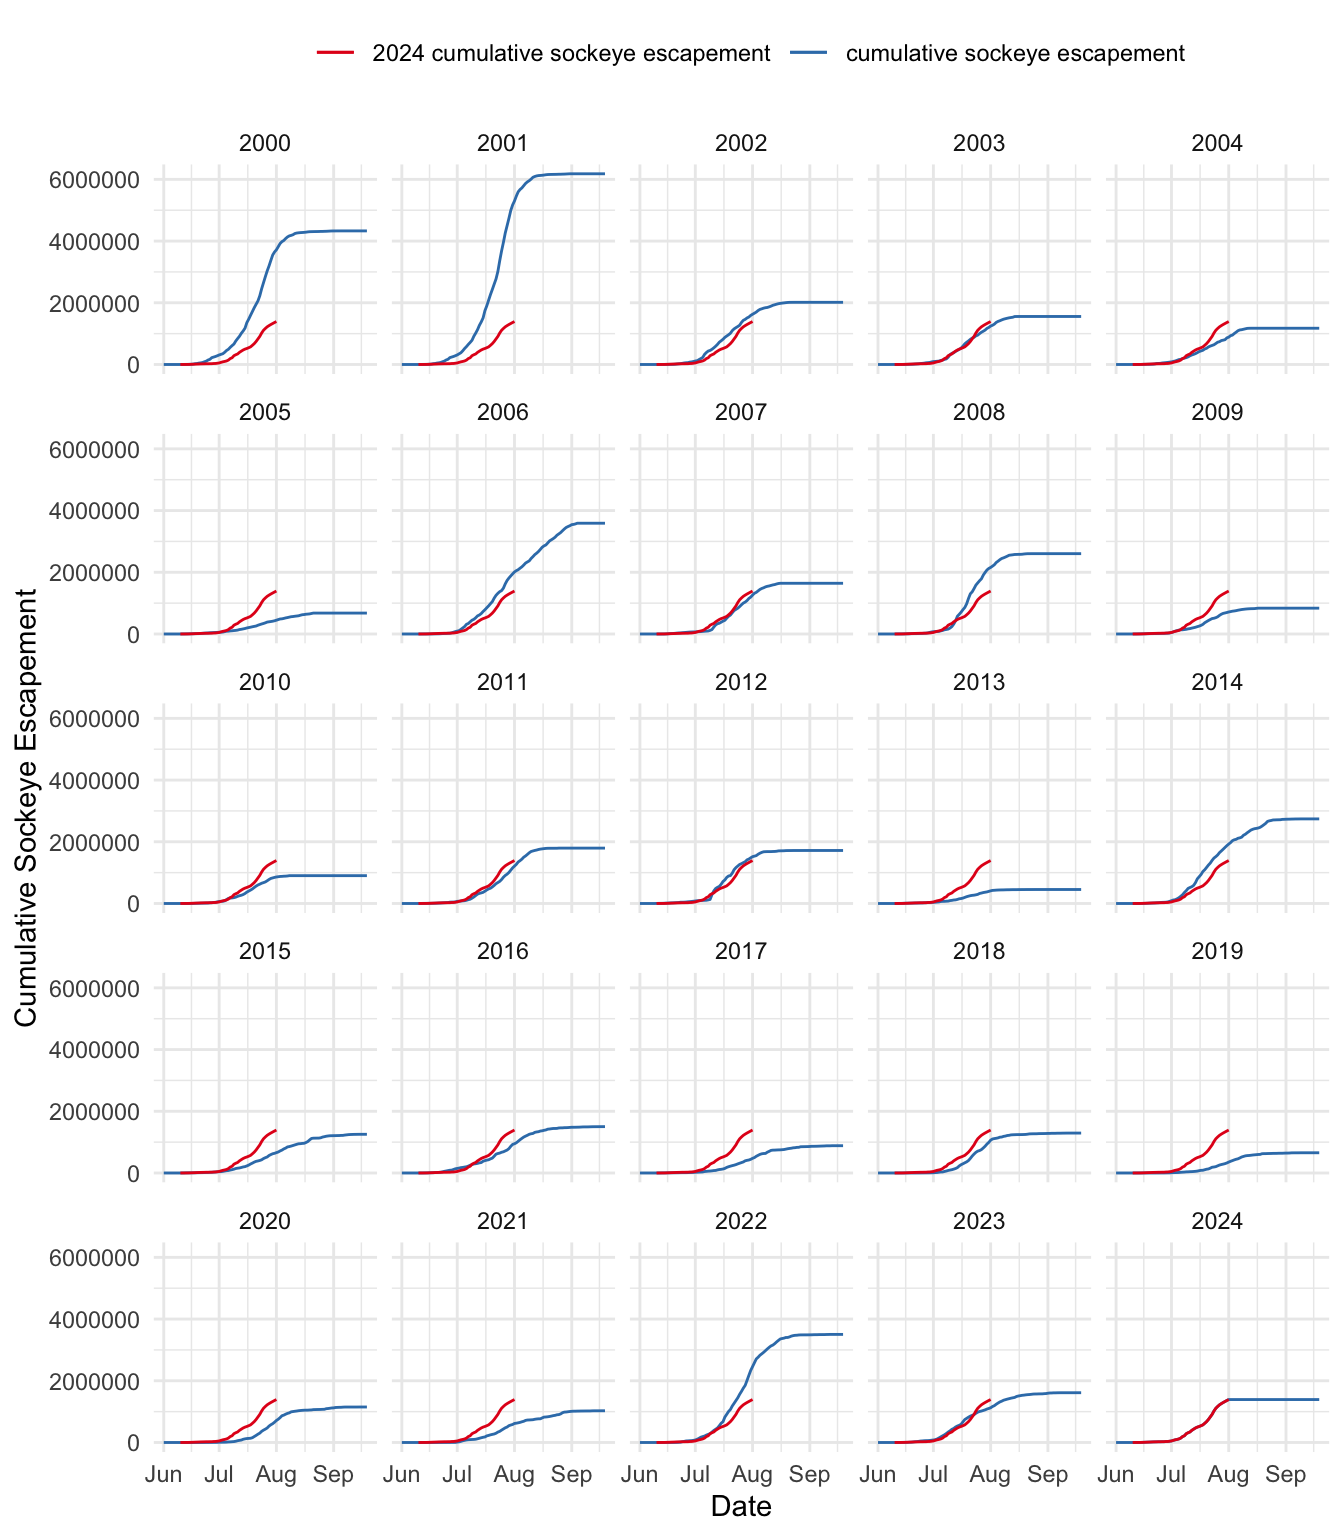 2024 cumulative sockeye escapement cumulative sockeye escapement
2000 2001 2002 2003 2004
6000000
4000000
2000000
0
2005 2006 2007 2008 2009
6000000
4000000
2000000
0
2010 2011 2012 2013 2014
6000000
4000000
2000000
0
2015 2016 2017 2018 2019
6000000
4000000
2000000
0
2020 2021 2022 2023 2024
6000000
4000000
2000000
0
Jun Jul Aug Sep Jun Jul Aug Sep Jun Jul Aug Sep Jun Jul Aug Sep Jun Jul Aug Sep
Date
Cumulative Sockeye Escapement